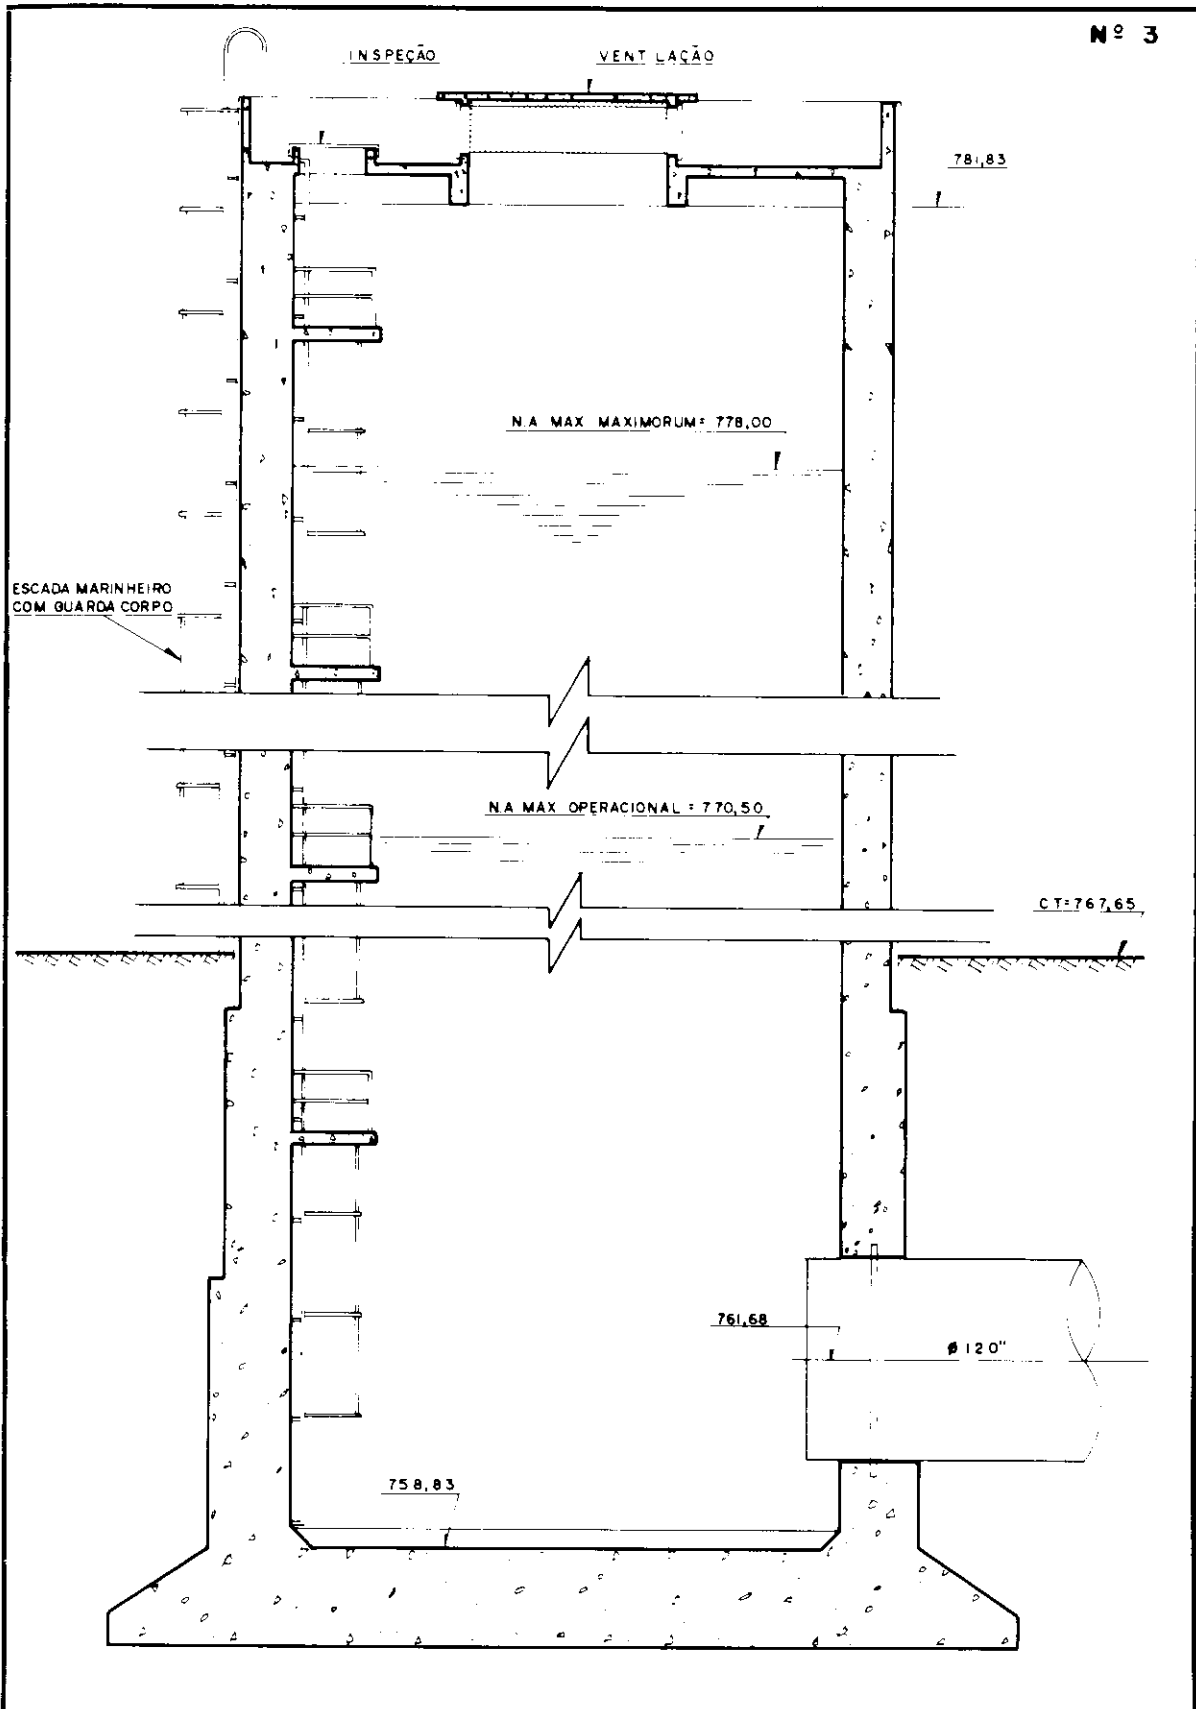 Nº 3
INSPEÇÃO
VENT LAÇÃO
781,83
N.A MAX MAXIMORUM= 778,00
ESCADA MARINHEIRO
COM GUARDA CORPO
N.A MAX OPERACIONAL = 770,50
CT=767,65
761,68
ø 120"
758,83